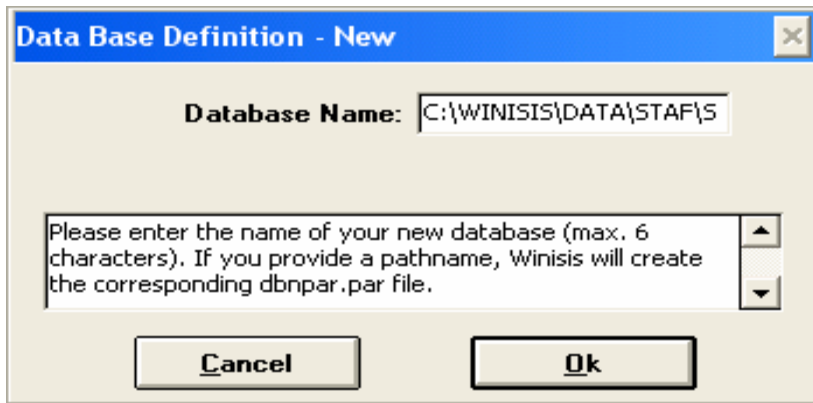 Data Base Definition - New
Database Name: C:\WINISIS\DATA\STAF\S
Please enter the name of your new database (max. 6
characters). If you provide a pathname, Winisis will create
the corresponding dbnpar.par file.
Cancel Ok